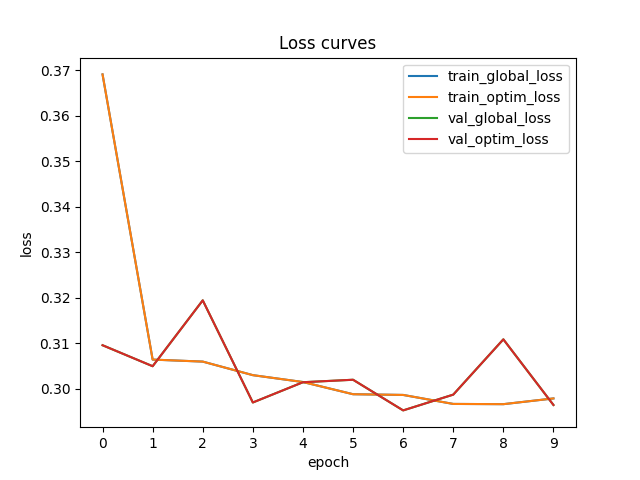 Loss curves
train_global_loss
train_optim_loss
val_global_loss
val_optim_loss
0.37
0.36
0.35
0.34
0.33
0.32
0.31
0.30
loss
0 1 2 3 4 5 6 7 8 9
epoch